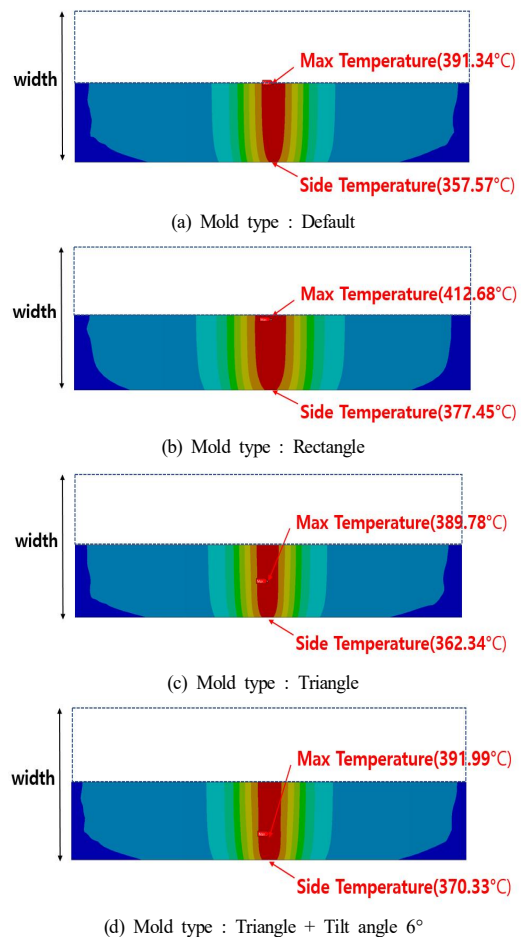 Max Temperature(391.34℃)
width
Side Temperature(357.57℃)
(a) Mold type : Default
Max Temperature(412.68℃)
width
Side Temperature(377.45℃)
(b) Mold type : Rectangle
Max Temperature(389.78℃)
width
Side Temperature(362.34℃)
(c) Mold type : Triangle
Max Temperature(391.99℃)
width
Side Temperature(370.33℃)
(d) Mold type : Triangle + Tilt angle 6°